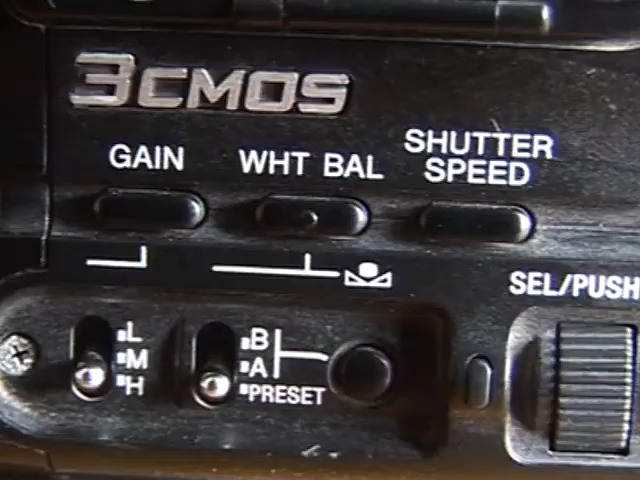 3CMOS
GAIN
WHT BAL
SHUTTER
SPEED
SEL/PUSH
L
M
H
B
A
PRESET